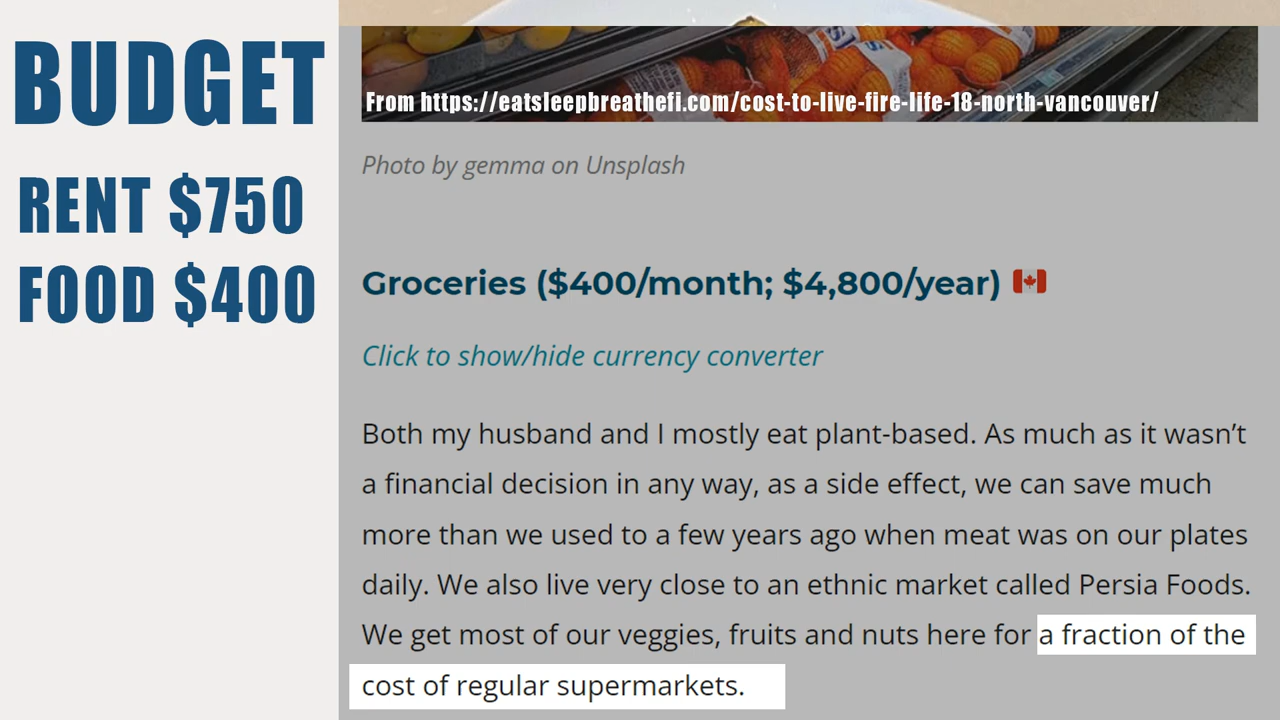 BUDGET
RENT $750
FOOD $400
From https://eatsleepbreathefi.com/cost-to-live-fire-life-18-north-vancouver/
Photo by gemma on Unsplash
Groceries ($400/month; $4,800/year)
Click to show/hide currency converter
Both my husband and I mostly eat plant-based. As much as it wasn’t
a financial decision in any way, as a side effect, we can save much
more than we used to a few years ago when meat was on our plates
daily. We also live very close to an ethnic market called Persia Foods.
We get most of our veggies, fruits and nuts here for a fraction of the
cost of regular supermarkets.